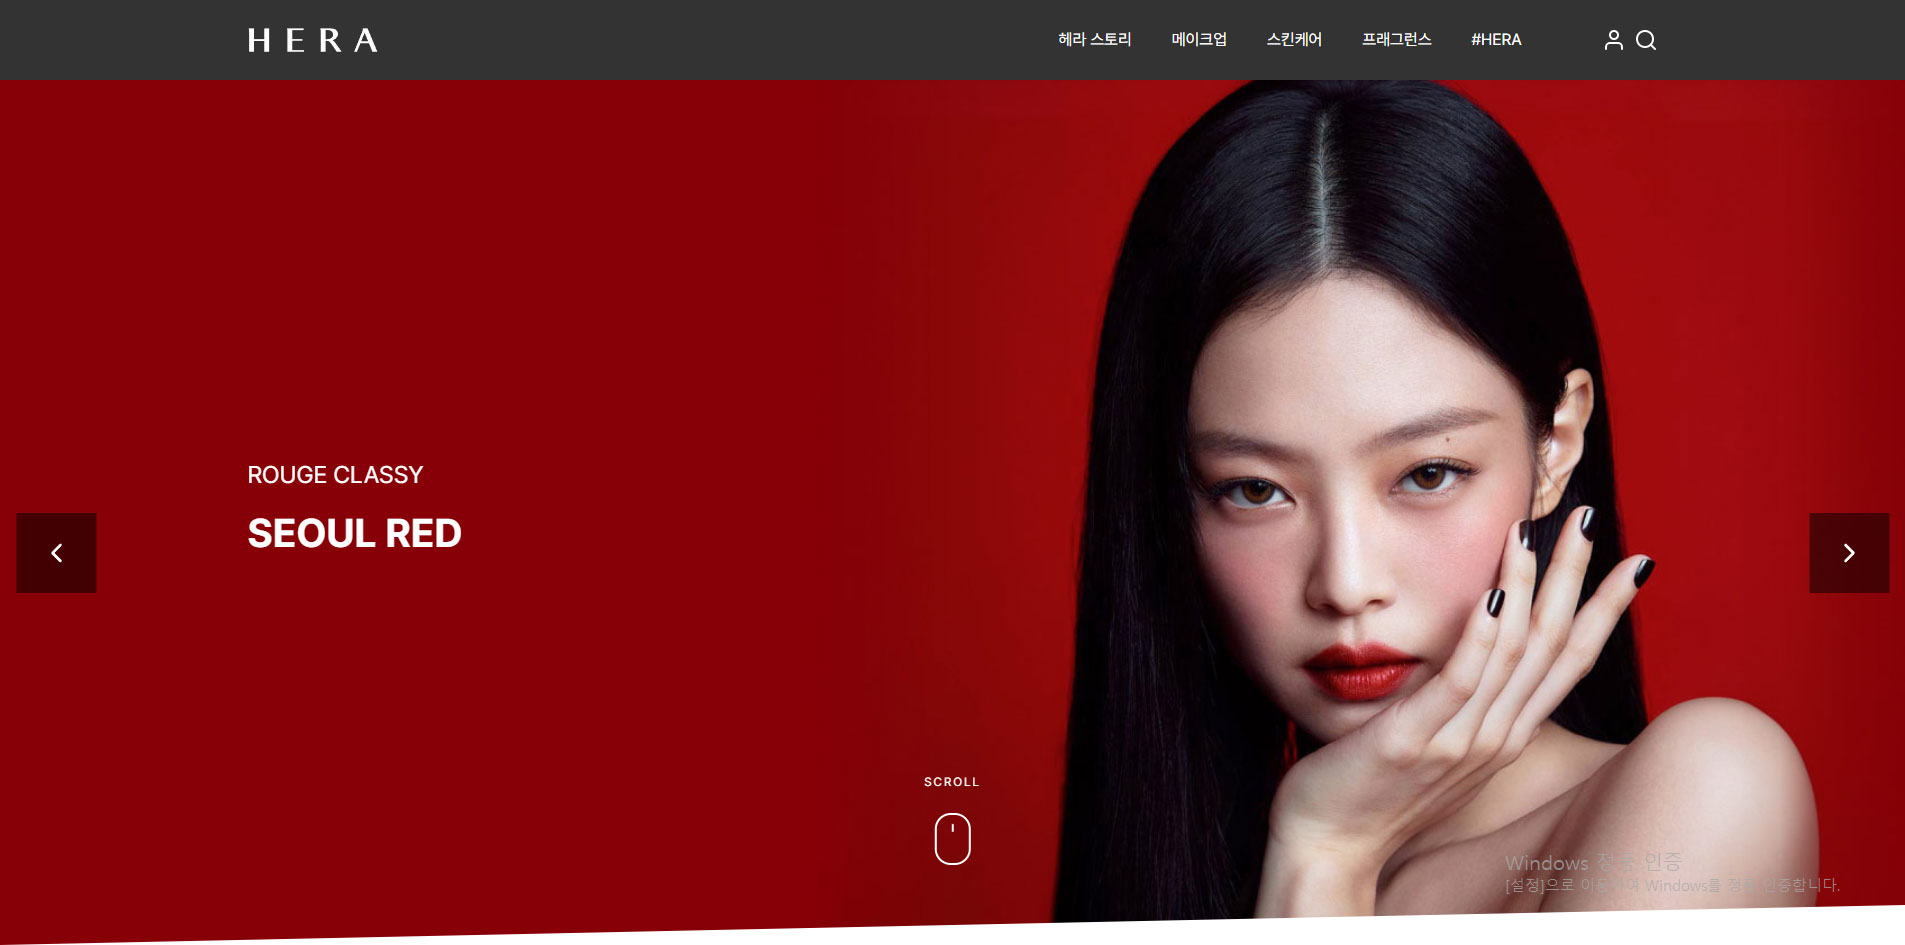 HERA
헤라 스토리
메이크업
스킨케어
프래그런스
#HERA
ROUGE CLASSY
SEOUL RED
SCROLL
Windows 정품 인증
[설정]으로 이동하여 Windows를 정품 인증합니다.